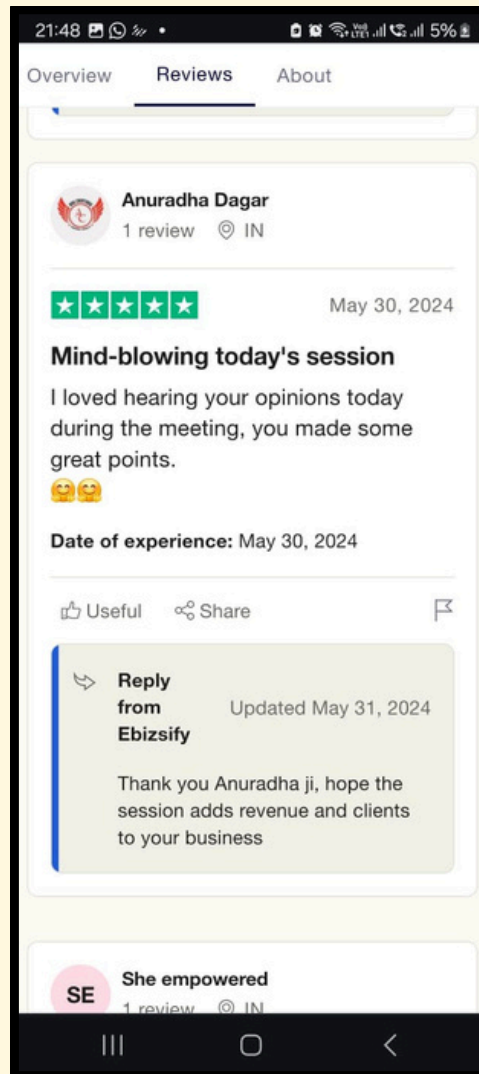 21:48
5%
Overview Reviews About
Anuradha Dagar
1 review IN
May 30, 2024
Mind-blowing today's session
I loved hearing your opinions today
during the meeting, you made some
great points.
🤗🤗
Date of experience: May 30, 2024
Useful Share
Reply
from
Ebizsify
Updated May 31, 2024
Thank you Anuradha ji, hope the
session adds revenue and clients
to your business
SE
She empowered
1 review IN